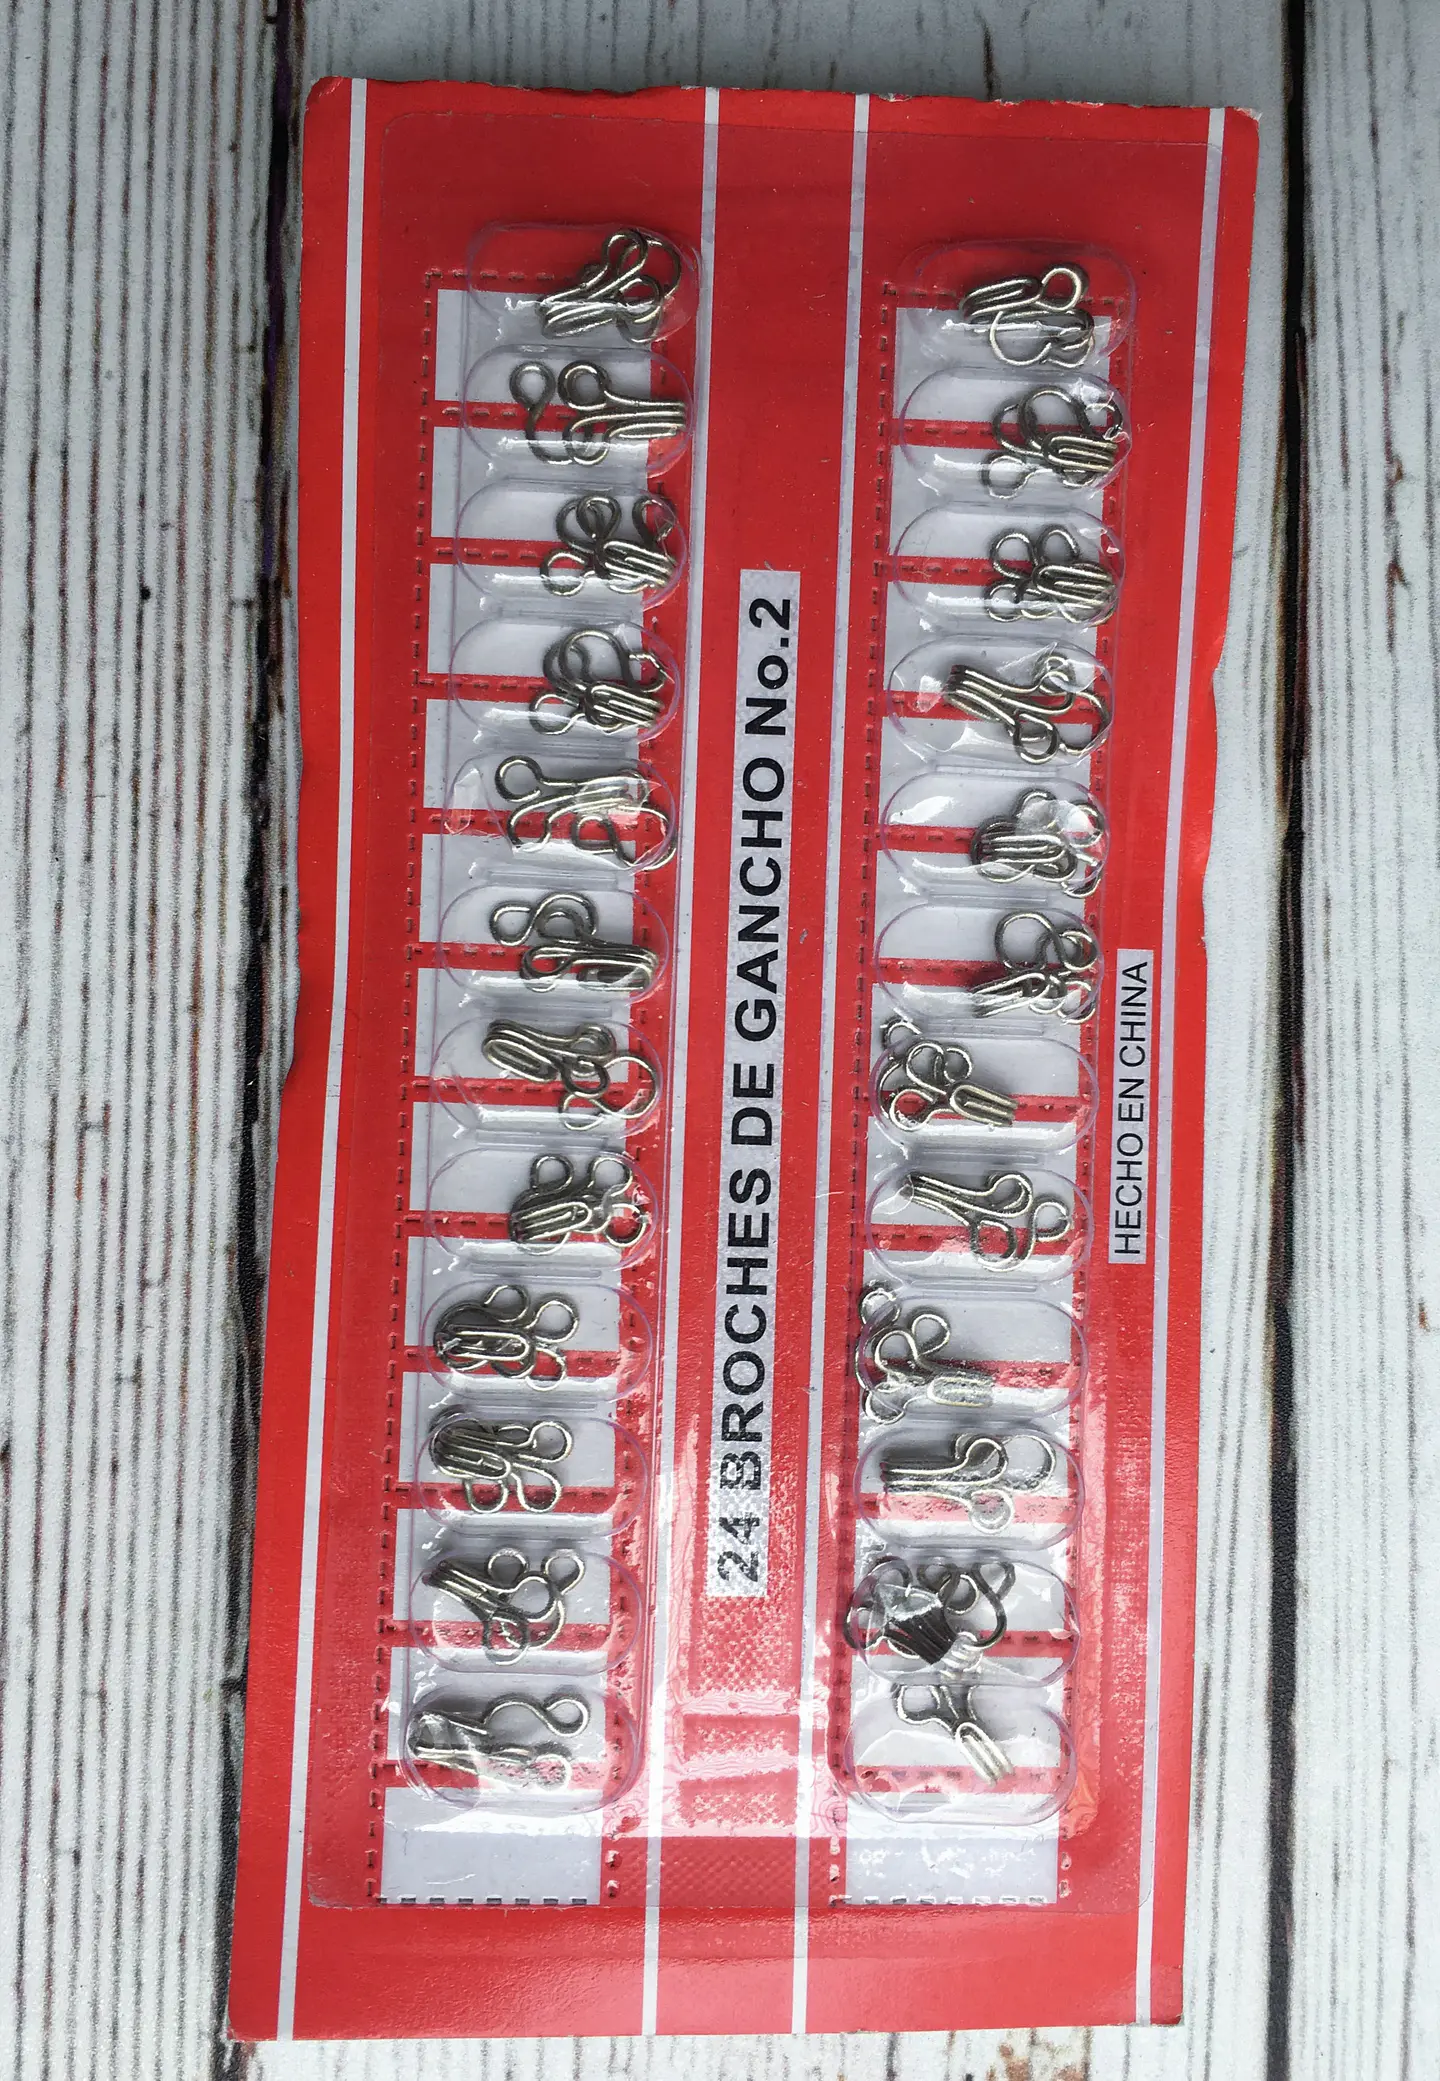 24 BROCHES DE GANCHO No.2
HECHO EN CHINA